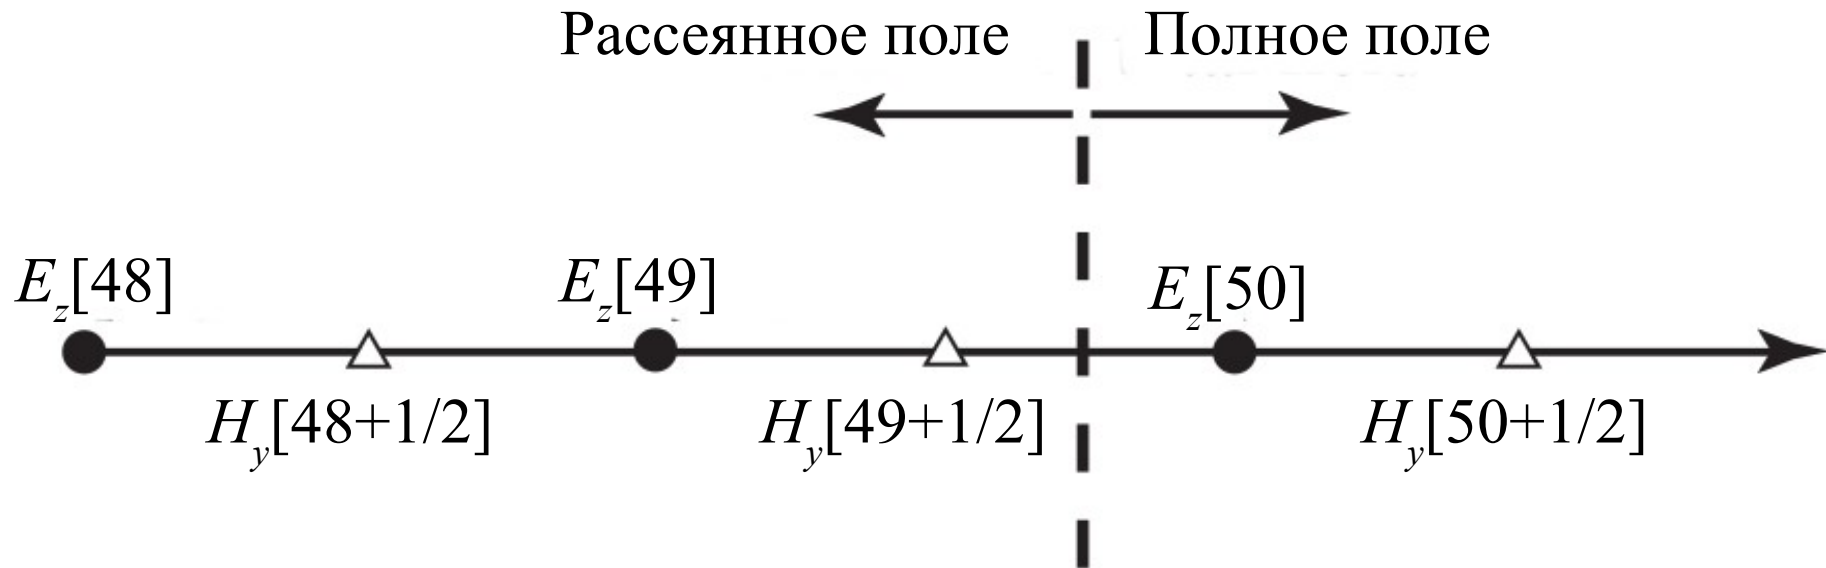 Рассеянное поле Полное поле
E_z[48] E_z[49] E_z[50]
H_y[48+1/2] H_y[49+1/2] H_y[50+1/2]